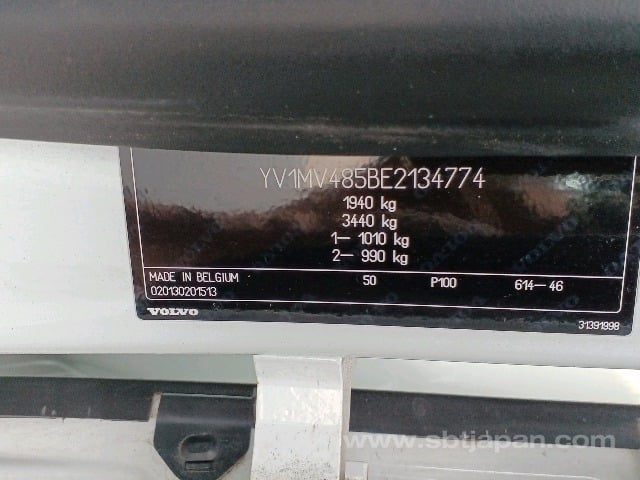 YV1MV485BE2134774
1940 kg
3440 kg
1– 1010 kg
2– 990 kg
MADE IN BELGIUM 50 P100 614–46
020130201513
VOLVO 31391998
www.sbtjapan.com